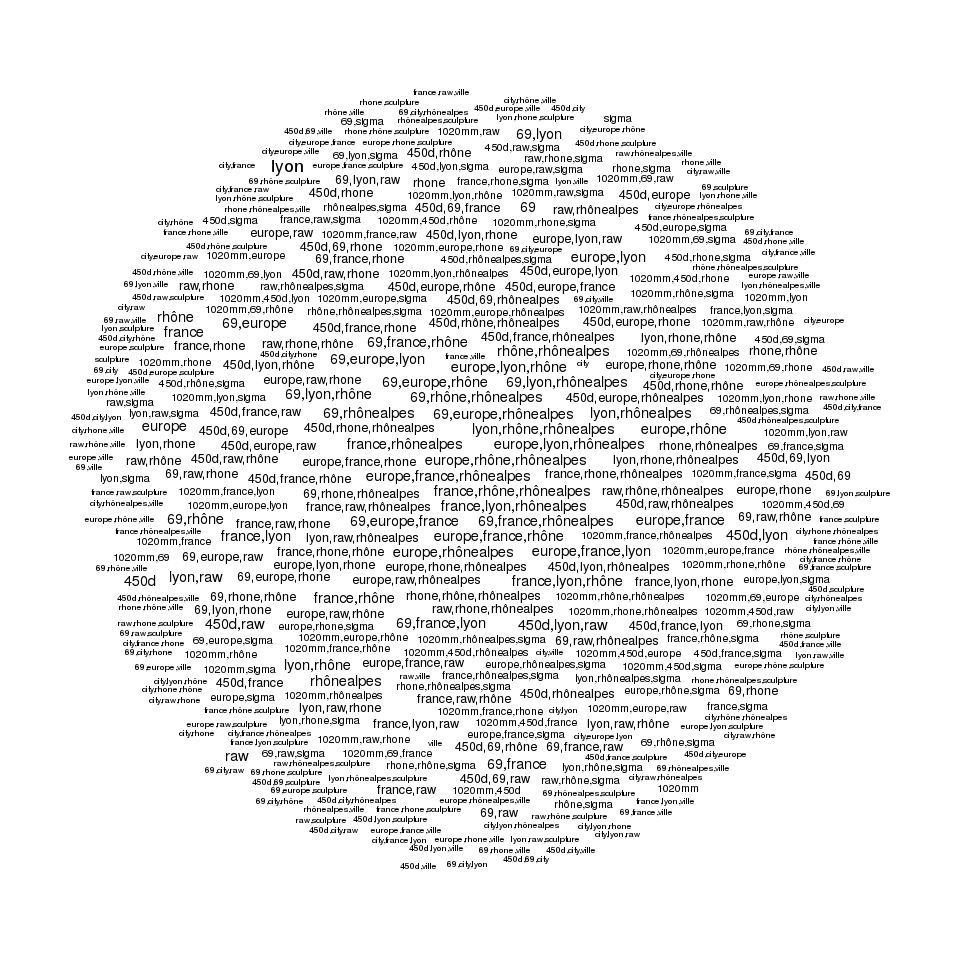 france,raw,ville
rhone,sculpture city,rhône,ville
rhône,ville 69,city,rhônealpes 450d,europe,ville 450d,city
69,sigma rhônealpes,sculpture lyon,rhone,sculpture sigma
450d,69,ville rhone,rhône,sculpture 1020mm,raw 69,lyon city,europe,rhône
city,europe,france europe,rhone,sculpture 450d,raw,sigma 450d,rhone,sculpture
city,europe,ville 69,lyon,sigma 450d,rhône raw,rhone,sigma raw,rhônealpes,ville
city,france lyon europe,france,sculpture 450d,lyon,sigma europe,raw,sigma rhone,sigma rhone,ville city,raw,ville
69,rhône,sculpture 69,lyon,raw rhone france,rhone,sigma lyon,ville 1020mm,69,raw 69,sculpture
city,france,raw 450d,rhone 1020mm,lyon,rhône 1020mm,raw,sigma 450d,europe lyon,rhone,ville
lyon,rhône,sculpture rhone,rhônealpes,ville rhônealpes,sigma 450d,69,france 69 raw,rhônealpes city,europe,rhônealpes
city,rhône 450d,sigma france,raw,sigma 1020mm,450d,rhône 1020mm,rhone,sigma 450d,europe,sigma france,rhônealpes,sculpture
france,rhone,ville europe,raw 1020mm,france,raw 450d,lyon,rhone europe,lyon,raw 1020mm,69,sigma 69,city,france 450d,rhone,ville
450d,rhône,sculpture 450d,69,rhone 1020mm,europe,rhone 69,city,europe
city,europe,raw 1020mm,europe 69,france,rhone 450d,rhônealpes,sigma europe,lyon 450d,rhone,sigma city,france,ville
450d,rhône,ville 1020mm,69,lyon 450d,raw,rhone 1020mm,lyon,rhônealpes 450d,europe,lyon 1020mm,450d,rhone rhône,rhônealpes,sculpture europe,raw,ville
69,lyon,ville raw,rhone raw,rhônealpes,sigma 450d,europe,rhône 450d,europe,france 1020mm,rhône,sigma lyon,rhônealpes,ville
450d,raw,sculpture 1020mm,450d,lyon 1020mm,europe,sigma 450d,69,rhônealpes 69,city,ville 1020mm,lyon
city,raw 1020mm,69,rhône rhône,rhônealpes,sigma 1020mm,europe,rhônealpes 1020mm,raw,rhônealpes france,lyon,sigma
69,raw,ville rhône 69,europe 450d,france,rhone 450d,rhône,rhônealpes 450d,europe,rhone 1020mm,raw,rhône city,europe
lyon,sculpture france 69,france,rhône 450d,france,rhônealpes lyon,rhone,rhône 450d,69,sigma
450d,city,france france,rhone raw,rhone,rhône rhône,rhônealpes 1020mm,69,rhônealpes rhone,rhône
europe,sculpture 450d,city,rhone
sculpture 1020mm,rhone 450d,lyon,rhône 69,europe,lyon france,ville europe,lyon,rhône city europe,rhone,rhône 1020mm,69,rhone 450d,raw,ville
69,city 450d,europe,sculpture europe,raw,rhone 69,europe,rhône 69,lyon,rhônealpes city,europe,rhone
europe,lyon,ville 450d,rhône,sigma 450d,rhone,rhône europe,rhônealpes,sculpture
lyon,rhône,ville 1020mm,lyon,sigma 69,lyon,rhône 69,rhône,rhônealpes 450d,europe,rhônealpes 1020mm,lyon,rhone raw,rhone,ville
raw,sigma lyon,raw,sigma 450d,france,raw 69,rhônealpes 69,europe,rhônealpes lyon,rhônealpes 69,rhônealpes,sigma 450d,city,france
450d,city,lyon europe 450d,69,europe 450d,rhone,rhônealpes lyon,rhône,rhônealpes europe,rhône 450d,rhônealpes,sculpture
city,rhone,ville 1020mm,lyon,raw
raw,rhône,ville lyon,rhone 450d,europe,raw france,rhônealpes europe,lyon,rhônealpes rhone,rhônealpes 69,france,sigma
europe,ville raw,rhône 450d,raw,rhône europe,france,rhone europe,rhône,rhônealpes lyon,rhone,rhônealpes 450d,69,lyon
69,ville lyon,sigma 69,raw,rhone 450d,france,rhône europe,france,rhônealpes france,rhone,rhônealpes 1020mm,france,sigma 450d,69
france,raw,sculpture 1020mm,france,lyon 69,rhone,rhônealpes france,rhône,rhônealpes raw,rhône,rhônealpes europe,rhone 69,lyon,sculpture
city,rhônealpes,ville 1020mm,europe,lyon france,raw,rhônealpes france,lyon,rhônealpes 450d,raw,rhônealpes 1020mm,450d,69
europe,rhône,ville 69,rhône france,raw,rhone 69,europe,france 69,france,rhônealpes europe,france 69,raw,rhône france,sculpture
france,rhônealpes,ville 1020mm,france france,lyon lyon,raw,rhônealpes europe,france,rhône 1020mm,france,rhônealpes 450d,lyon city,rhone,rhônealpes france,rhône,ville
1020mm,69 69,europe,raw france,rhone,rhône europe,rhônealpes europe,france,lyon 1020mm,europe,france rhône,rhônealpes,ville
69,rhône,ville europe,lyon,rhone europe,rhone,rhônealpes 450d,lyon,rhônealpes 1020mm,rhone,rhône city,france,rhone 69,france,sculpture
450d lyon,raw 69,europe,rhone europe,raw,rhônealpes france,lyon,rhône france,lyon,rhone europe,lyon,sigma
450d,rhônealpes,ville 69,rhone,rhône france,rhône rhone,rhône,rhônealpes 1020mm,rhône,rhônealpes 1020mm,69,europe 450d,sculpture city,rhônealpes
rhone,rhône,ville 69,lyon,rhone europe,raw,rhône raw,rhone,rhônealpes 1020mm,rhone,rhônealpes 1020mm,450d,raw city,lyon,ville
raw,rhone,sculpture 450d,raw europe,rhone,sigma 69,france,lyon 450d,lyon,raw 450d,france,lyon 69,rhone,sigma
69,raw,sculpture 69,europe,sigma 1020mm,europe,rhône 1020mm,rhônealpes,sigma 69,raw,rhônealpes france,rhône,sigma rhône,sculpture
city,france,rhone 1020mm,france,rhône 450d,france,ville
69,city,rhone 1020mm,rhône 1020mm,450d,rhônealpes city,ville 1020mm,450d,europe 450d,france,sigma lyon,raw,ville
69,europe,ville 1020mm,sigma lyon,rhône europe,france,raw europe,rhônealpes,sigma 1020mm,450d,sigma europe,rhône,sculpture
city,lyon,rhône 450d,france rhônealpes raw,ville france,rhônealpes,sigma lyon,rhônealpes,sigma rhone,rhônealpes,sculpture
city,rhone,rhône europe,sigma 1020mm,rhônealpes rhone,rhônealpes,sigma 450d,rhônealpes europe,rhône,sigma 69,rhone
city,rhone,raw france,rhône,sculpture lyon,raw,rhone france,raw,rhône 1020mm,france,rhone city,lyon 1020mm,europe,raw france,sigma
europe,raw,sculpture lyon,rhone,sigma france,lyon,raw 1020mm,450d,france lyon,raw,rhône city,rhône,rhônealpes europe,lyon,sculpture
city,rhone city,france,rhônealpes 1020mm,raw,rhone europe,france,sigma city,europe,lyon city,raw,rhône
france,lyon,sculpture ville 450d,69,rhône 69,france,raw 69,rhône,sigma
raw 69,raw,sigma 1020mm,69,france 450d,france,sculpture 450d,city,europe
raw,rhônealpes,sculpture rhone,rhône,sigma 69,france lyon,rhône,sigma 69,rhônealpes,ville
69,city,raw 69,rhone,sculpture lyon,rhônealpes,sculpture 450d,69,raw raw,rhône,sigma city,raw,rhônealpes
450d,69,sculpture 69,europe,sculpture france,raw 1020mm,450d 69,rhônealpes,sculpture 1020mm
69,city,rhône 450d,city,rhônealpes europe,rhônealpes,ville rhône,sigma france,lyon,ville
rhônealpes,ville france,rhone,sculpture 69,raw raw,rhône,sculpture 69,france,ville
raw,sculpture 450d,lyon,sculpture city,lyon,rhônealpes city,lyon,rhone
450d,city,raw europe,france,ville city,lyon,raw
city,france,lyon europe,rhone,ville lyon,raw,sculpture
450d,lyon,ville 69,rhone,ville 450d,city,ville
450d,ville 69,city,lyon 450d,69,city